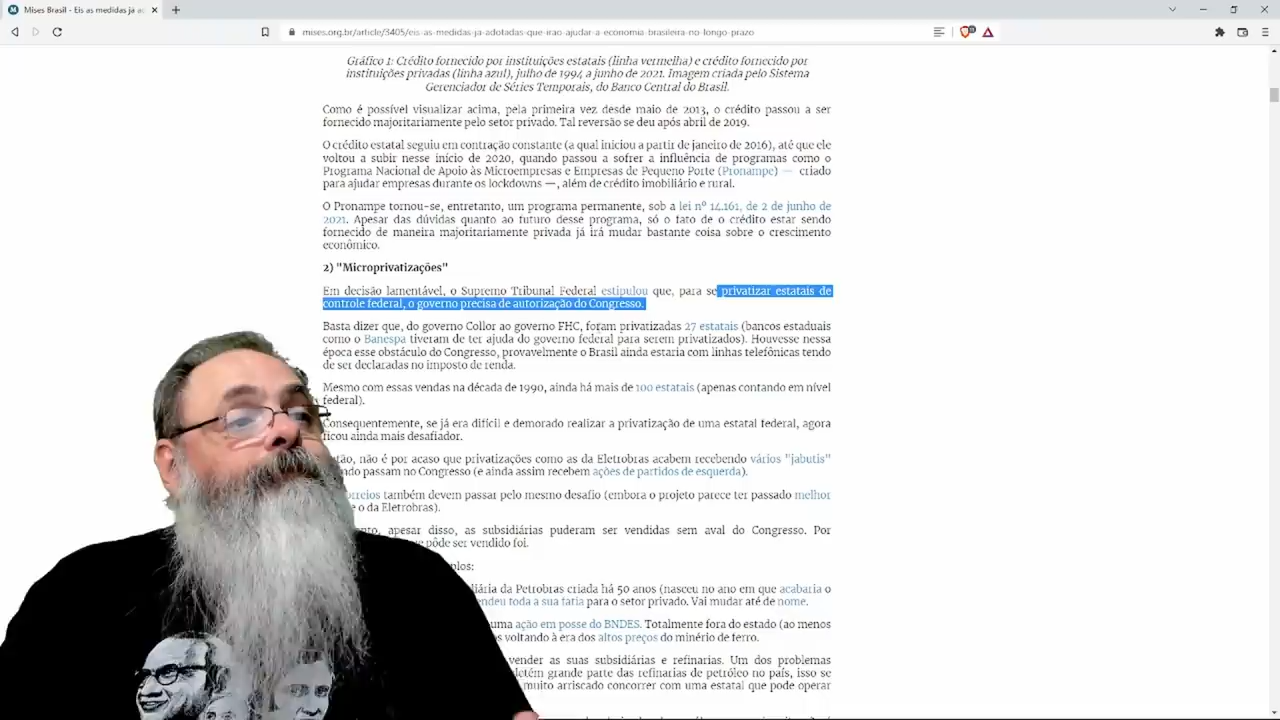 Mises Brasil - Eis as medidas já ad
mises.org.br/article/3405/eis-as-medidas-ja-adotadas-que-irao-ajudar-a-economia-brasileira-no-longo-prazo
Gráfico 1: Crédito fornecido por instituições estatais (linha vermelha) e crédito fornecido por
instituições privadas (linha azul), julho de 1994 a junho de 2021. Imagem criada pelo Sistema
Gerenciador de Séries Temporais, do Banco Central do Brasil.
Como é possível visualizar acima, pela primeira vez desde maio de 2013, o crédito passou a ser
fornecido majoritariamente pelo setor privado. Tal reversão se deu após abril de 2019.
O crédito estatal seguiu em contração constante (a qual iniciou a partir de janeiro de 2016), até que ele
voltou a subir nesse início de 2020, quando passou a sofrer a influência de programas como o
Programa Nacional de Apoio às Microempresas e Empresas de Pequeno Porte (Pronampe) — criado
para ajudar empresas durante os lockdowns —, além de crédito imobiliário e rural.
O Pronampe tornou-se, entretanto, um programa permanente, sob a lei nº 14.161, de 2 de junho de
2021. Apesar das dúvidas quanto ao futuro desse programa, só o fato de o crédito estar sendo
fornecido de maneira majoritariamente privada já irá mudar bastante coisa sobre o crescimento
econômico.
2) "Microprivatizações"
Em decisão lamentável, o Supremo Tribunal Federal estipulou que, para se privatizar estatais de
controle federal, o governo precisa de autorização do Congresso.
Basta dizer que, do governo Collor ao governo FHC, foram privatizadas 27 estatais (bancos estaduais
como o Banespa tiveram de ter ajuda do governo federal para serem privatizados). Houvesse nessa
época esse obstáculo do Congresso, provavelmente o Brasil ainda estaria com linhas telefônicas tendo
de ser declaradas no imposto de renda.
Mesmo com essas vendas na década de 1990, ainda há mais de 100 estatais (apenas contando em nível
federal).
Consequentemente, se já era difícil e demorado realizar a privatização de uma estatal federal, agora
ficou ainda mais desafiador.
tão, não é por acaso que privatizações como as da Eletrobras acabem recebendo vários "jabutis"
ndo passam no Congresso (e ainda assim recebem ações de partidos de esquerda).
orreios também devem passar pelo mesmo desafio (embora o projeto parece ter passado melhor
e o da Eletrobras).
nto, apesar disso, as subsidiárias puderam ser vendidas sem aval do Congresso. Por
e pôde ser vendido foi.
plos:
liária da Petrobras criada há 50 anos (nasceu no ano em que acabaria o
endeu toda a sua fatia para o setor privado. Vai mudar até de nome.
uma ação em posse do BNDES. Totalmente fora do estado (ao menos
s voltando à era dos altos preços do minério de ferro.
vender as suas subsidiárias e refinarias. Um dos problemas
detém grande parte das refinarias de petróleo no país, isso se
muito arriscado concorrer com uma estatal que pode operar